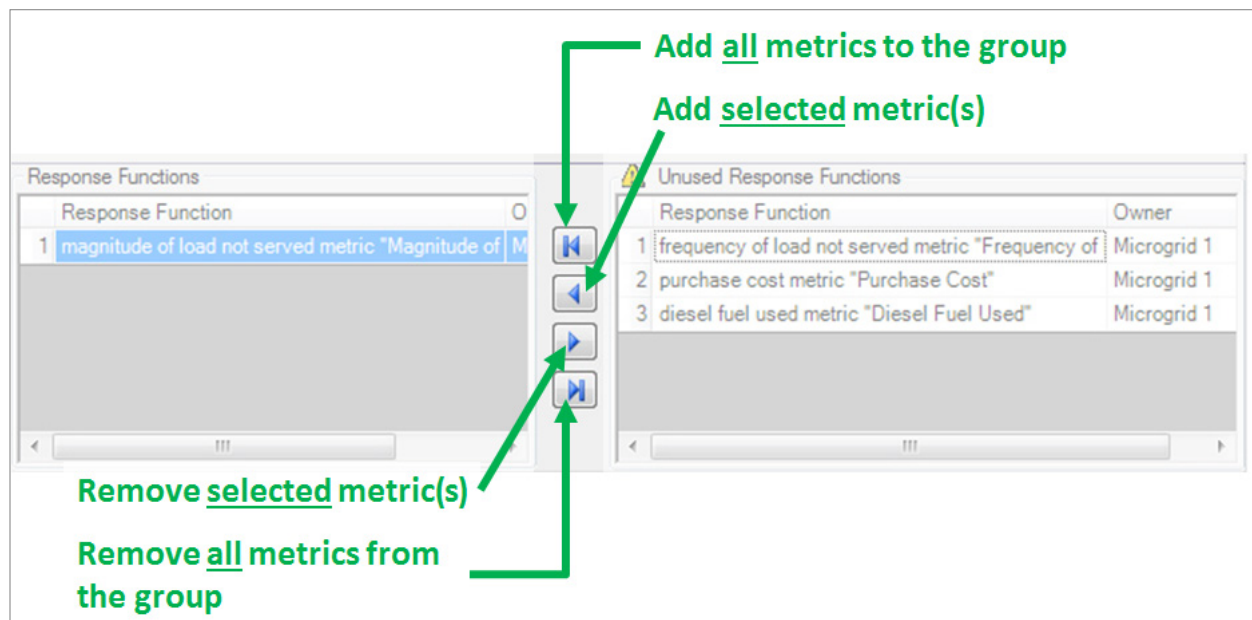 Add all metrics to the group
Add selected metric(s)
Response Functions
Response Function O
1 magnitude of load not served metric "Magnitude of M
Unused Response Functions
Response Function Owner
1 frequency of load not served metric "Frequency of Microgrid 1
2 purchase cost metric "Purchase Cost" Microgrid 1
3 diesel fuel used metric "Diesel Fuel Used" Microgrid 1
Remove selected metric(s)
Remove all metrics from
the group